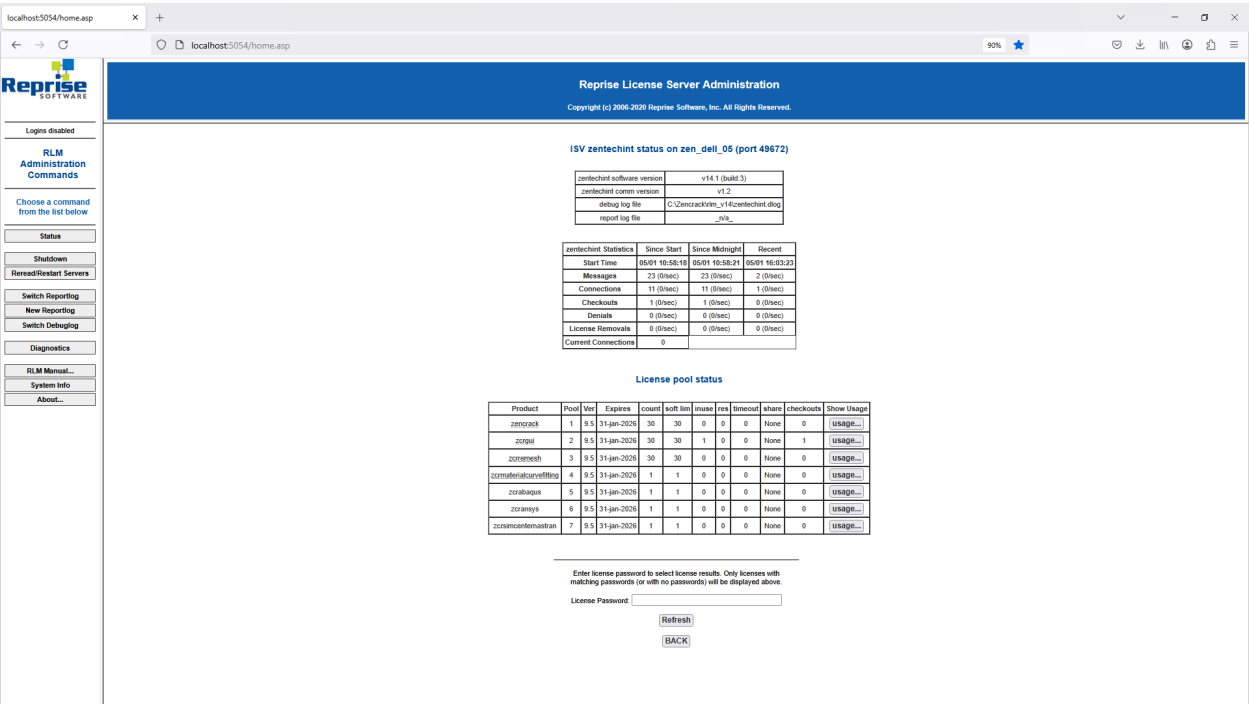 localhost:5054/home.asp
localhost:5054/home.asp
90%
Reprise
SOFTWARE
Reprise License Server Administration
Copyright (c) 2006-2020 Reprise Software, Inc. All Rights Reserved.
Logins disabled
RLM
Administration
Commands
Choose a command
from the list below
Status
Shutdown
Reread/Restart Servers
Switch Reportlog
New Reportlog
Switch Debuglog
Diagnostics
RLM Manual...
System Info
About...
ISV zentechint status on zen_dell_05 (port 49672)
zentechint software version v14.1 (build:3)
zentechint comm version v1.2
debug log file C:\Zencrack\rlm_v14\zentechint.dlog
report log file _n/a_
zentechint Statistics Since Start Since Midnight Recent
Start Time 05/01 10:58:18 05/01 10:58:21 05/01 16:03:23
Messages 23 (0/sec) 23 (0/sec) 2 (0/sec)
Connections 11 (0/sec) 11 (0/sec) 1 (0/sec)
Checkouts 1 (0/sec) 1 (0/sec) 0 (0/sec)
Denials 0 (0/sec) 0 (0/sec) 0 (0/sec)
License Removals 0 (0/sec) 0 (0/sec) 0 (0/sec)
Current Connections 0
License pool status
Product Pool Ver Expires count soft lim inuse res timeout share checkouts Show Usage
zencrack 1 9.5 31-jan-2026 30 30 0 0 0 None 0 usage...
zcrgui 2 9.5 31-jan-2026 30 30 1 0 0 None 1 usage...
zcrremesh 3 9.5 31-jan-2026 30 30 0 0 0 None 0 usage...
zcrmaterialcurvefitting 4 9.5 31-jan-2026 1 1 0 0 0 None 0 usage...
zcrabaqus 5 9.5 31-jan-2026 1 1 0 0 0 None 0 usage...
zcransys 6 9.5 31-jan-2026 1 1 0 0 0 None 0 usage...
zcrsimcenternastran 7 9.5 31-jan-2026 1 1 0 0 0 None 0 usage...
Enter license password to select license results. Only licenses with
matching passwords (or with no passwords) will be displayed above.
License Password:
Refresh
BACK